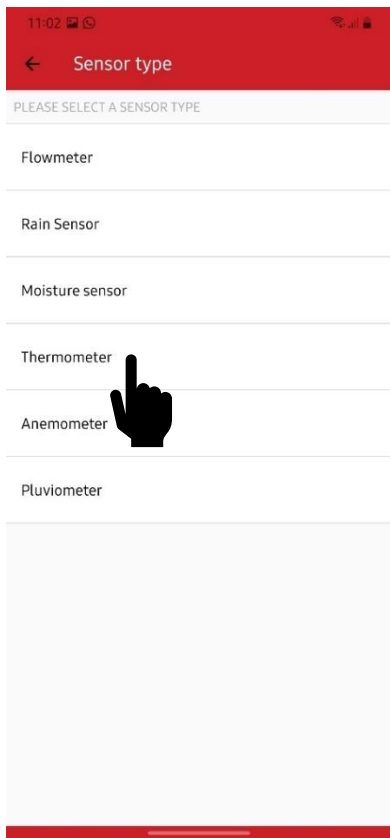 11:02
Sensor type
PLEASE SELECT A SENSOR TYPE
Flowmeter
Rain Sensor
Moisture sensor
Thermometer
Anemometer
Pluviometer